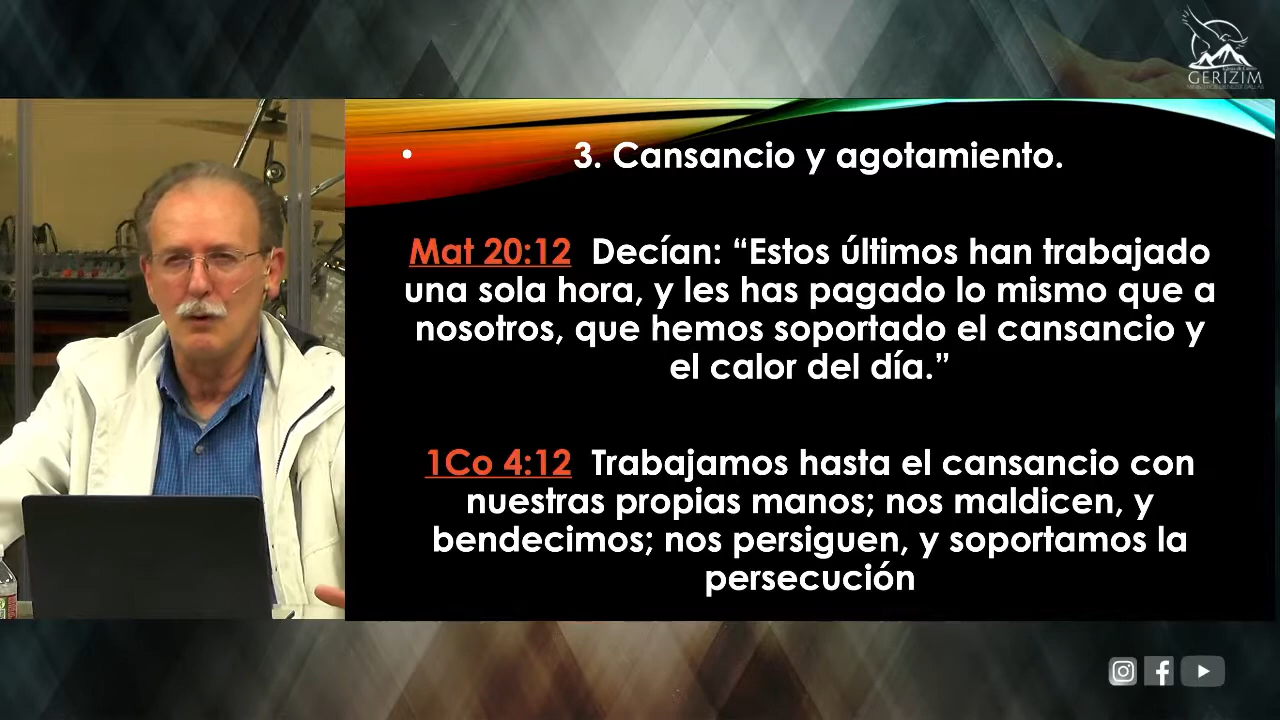 GERIZIM
3. Cansancio y agotamiento.
Mat 20:12 Decían: “Estos últimos han trabajado
una sola hora, y les has pagado lo mismo que a
nosotros, que hemos soportado el cansancio y
el calor del día.”
1Co 4:12 Trabajamos hasta el cansancio con
nuestras propias manos; nos maldicen, y
bendecimos; nos persiguen, y soportamos la
persecución